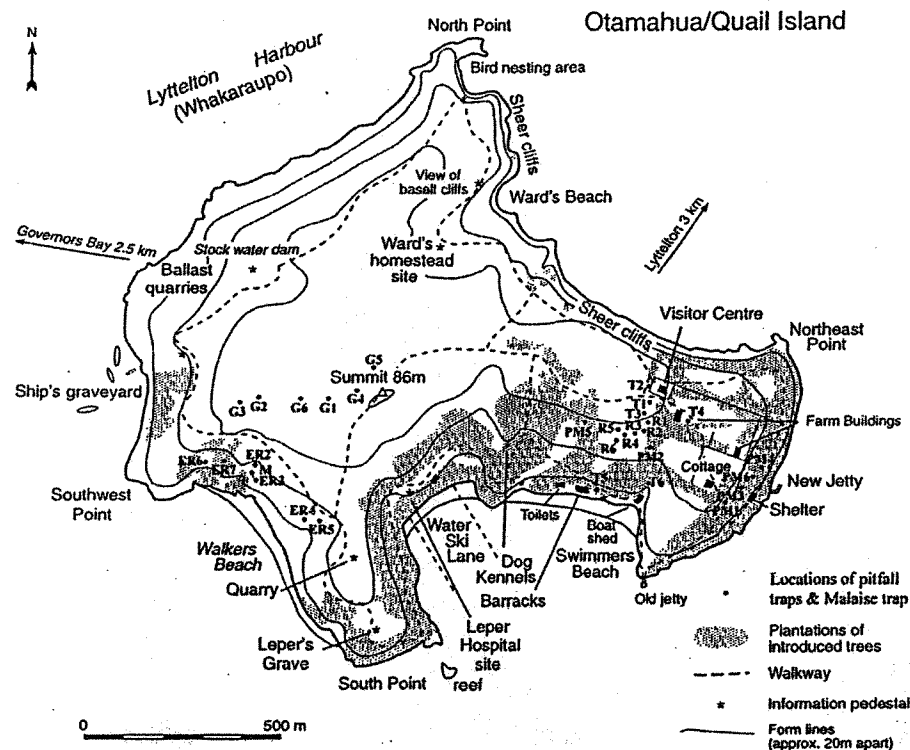 Otamahua/Quail Island
N
North Point
Lyttelton Harbour
(Whakaraupo)
Bird nesting area
Sheer cliffs
View of
basalt cliffs
Ward's Beach
Governors Bay 2.5 km
Lyttelton 3 km
Stock water dam
Ward's
homestead
site
Ballast
quarries
Sheer cliffs
Visitor Centre
Northeast
Point
G5
Summit 86m
Ship's graveyard
G3
G2
G6
G1
G4
T2
T1
T3
T4
Farm Buildings
R5
R3
R2
R4
R6
PM5
PM2
ER6
ER7
ER2
M
ER3
Cottage
New Jetty
Southwest
Point
ER4
ER5
T6
PM3
Shelter
Toilets
Boat
shed
Water
Ski
Lane
Walkers
Beach
Dog
Kennels
Swimmers
Beach
Quarry
Barracks
Old jetty
Locations of pitfall
traps & Malaise trap
Leper's
Grave
Leper
Hospital
site
Plantations of
introduced trees
South Point
reef
Walkway
Information pedestal
0
500 m
Form lines
(approx. 20m apart)